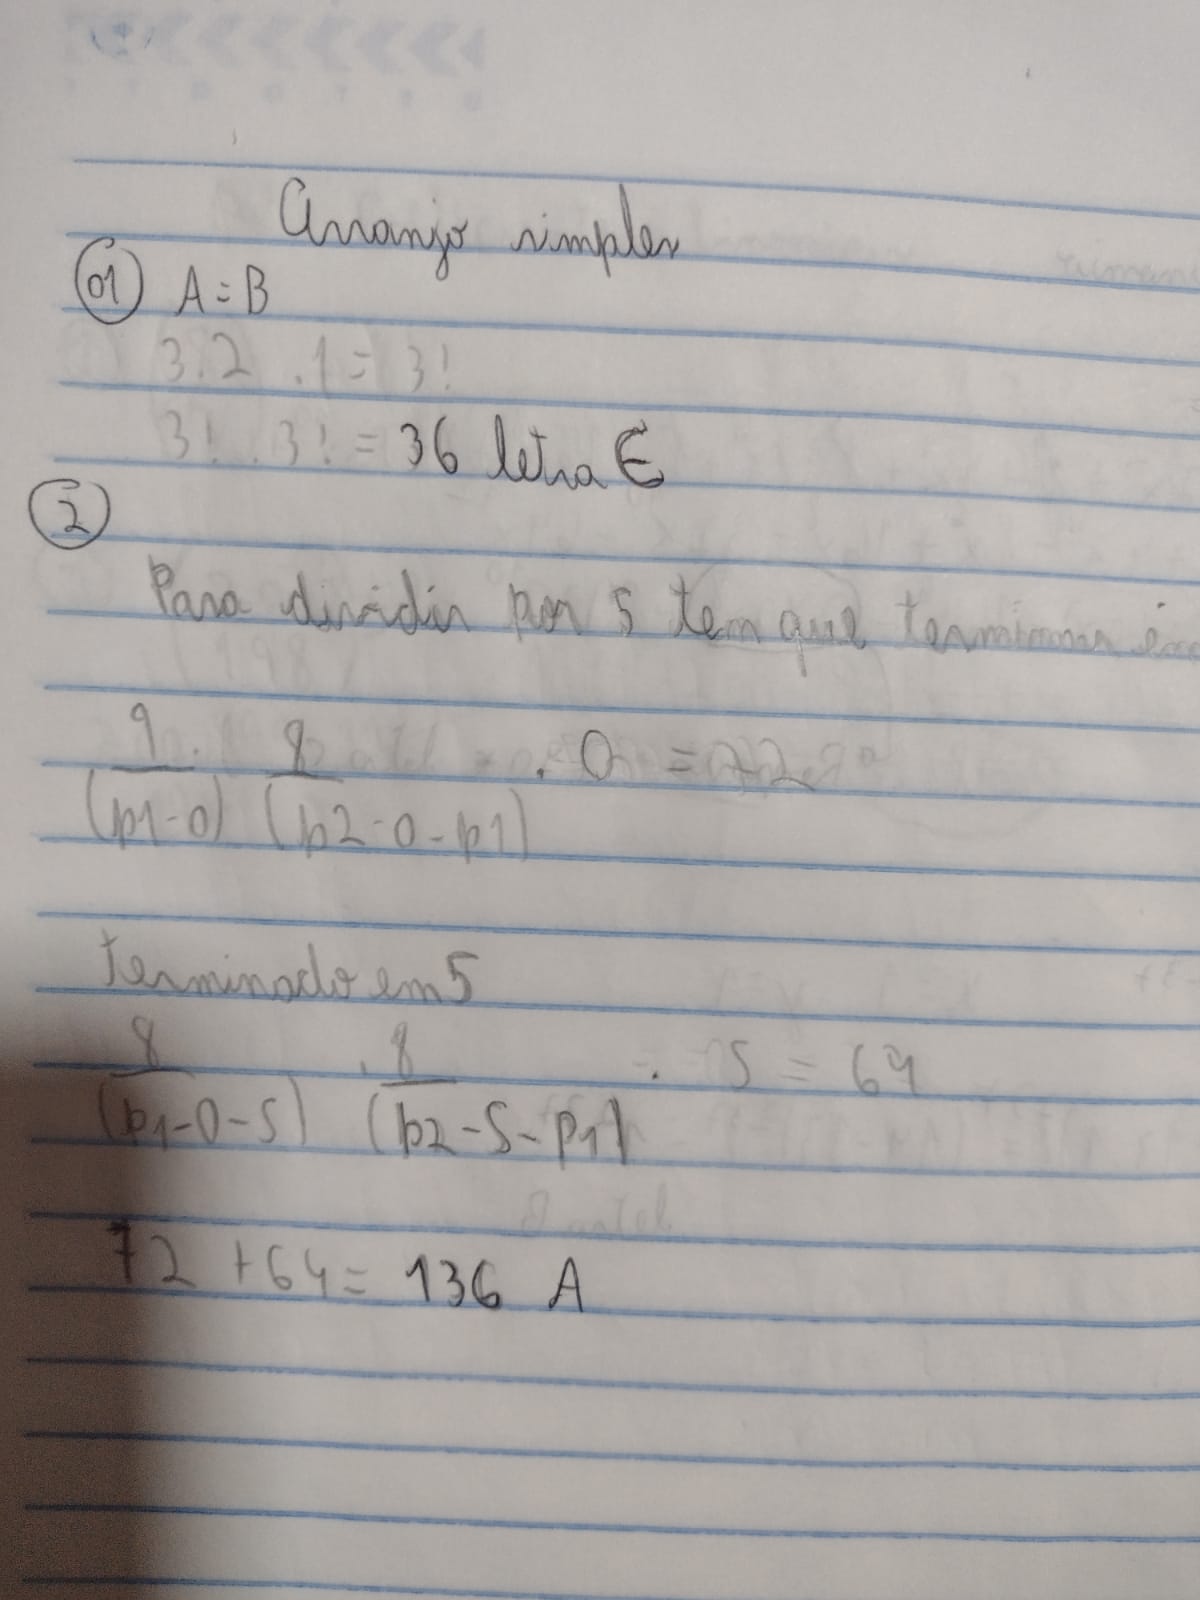 Arranjo simples
01 A=B
3.2 .1 = 3!
3! . 3! = 36 letra E
2
Para dividir por 5 tem que terminar em
9 . 8 . 0 = 72
(p1-0) (p2-0-p1)
terminado em 5
8 . 8 . 5 = 64
(p1-0-5) (p2-5-p1)
72 + 64 = 136 A